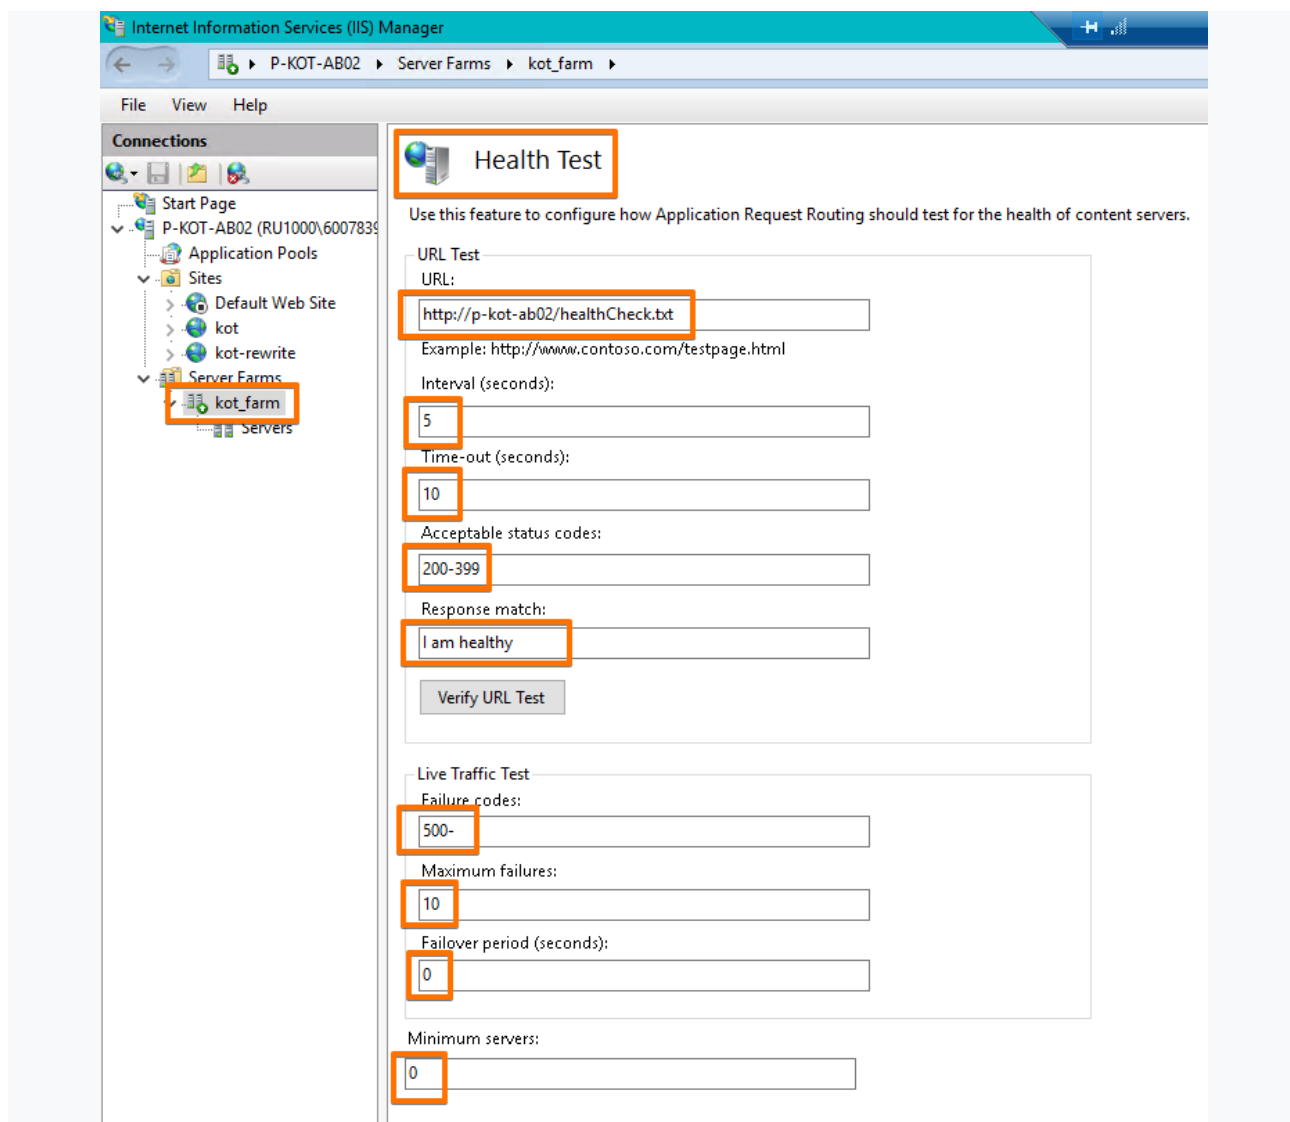 Internet Information Services (IIS) Manager
P-KOT-AB02 Server Farms kot_farm
File View Help
Connections
Start Page
P-KOT-AB02 (RU1000\6007839
Application Pools
Sites
Default Web Site
kot
kot-rewrite
Server Farms
kot_farm
Servers
Health Test
Use this feature to configure how Application Request Routing should test for the health of content servers.
URL Test
URL:
http://p-kot-ab02/healthCheck.txt
Example: http://www.contoso.com/testpage.html
Interval (seconds):
5
Time-out (seconds):
10
Acceptable status codes:
200-399
Response match:
I am healthy
Verify URL Test
Live Traffic Test
Failure codes:
500-
Maximum failures:
10
Failover period (seconds):
0
Minimum servers:
0